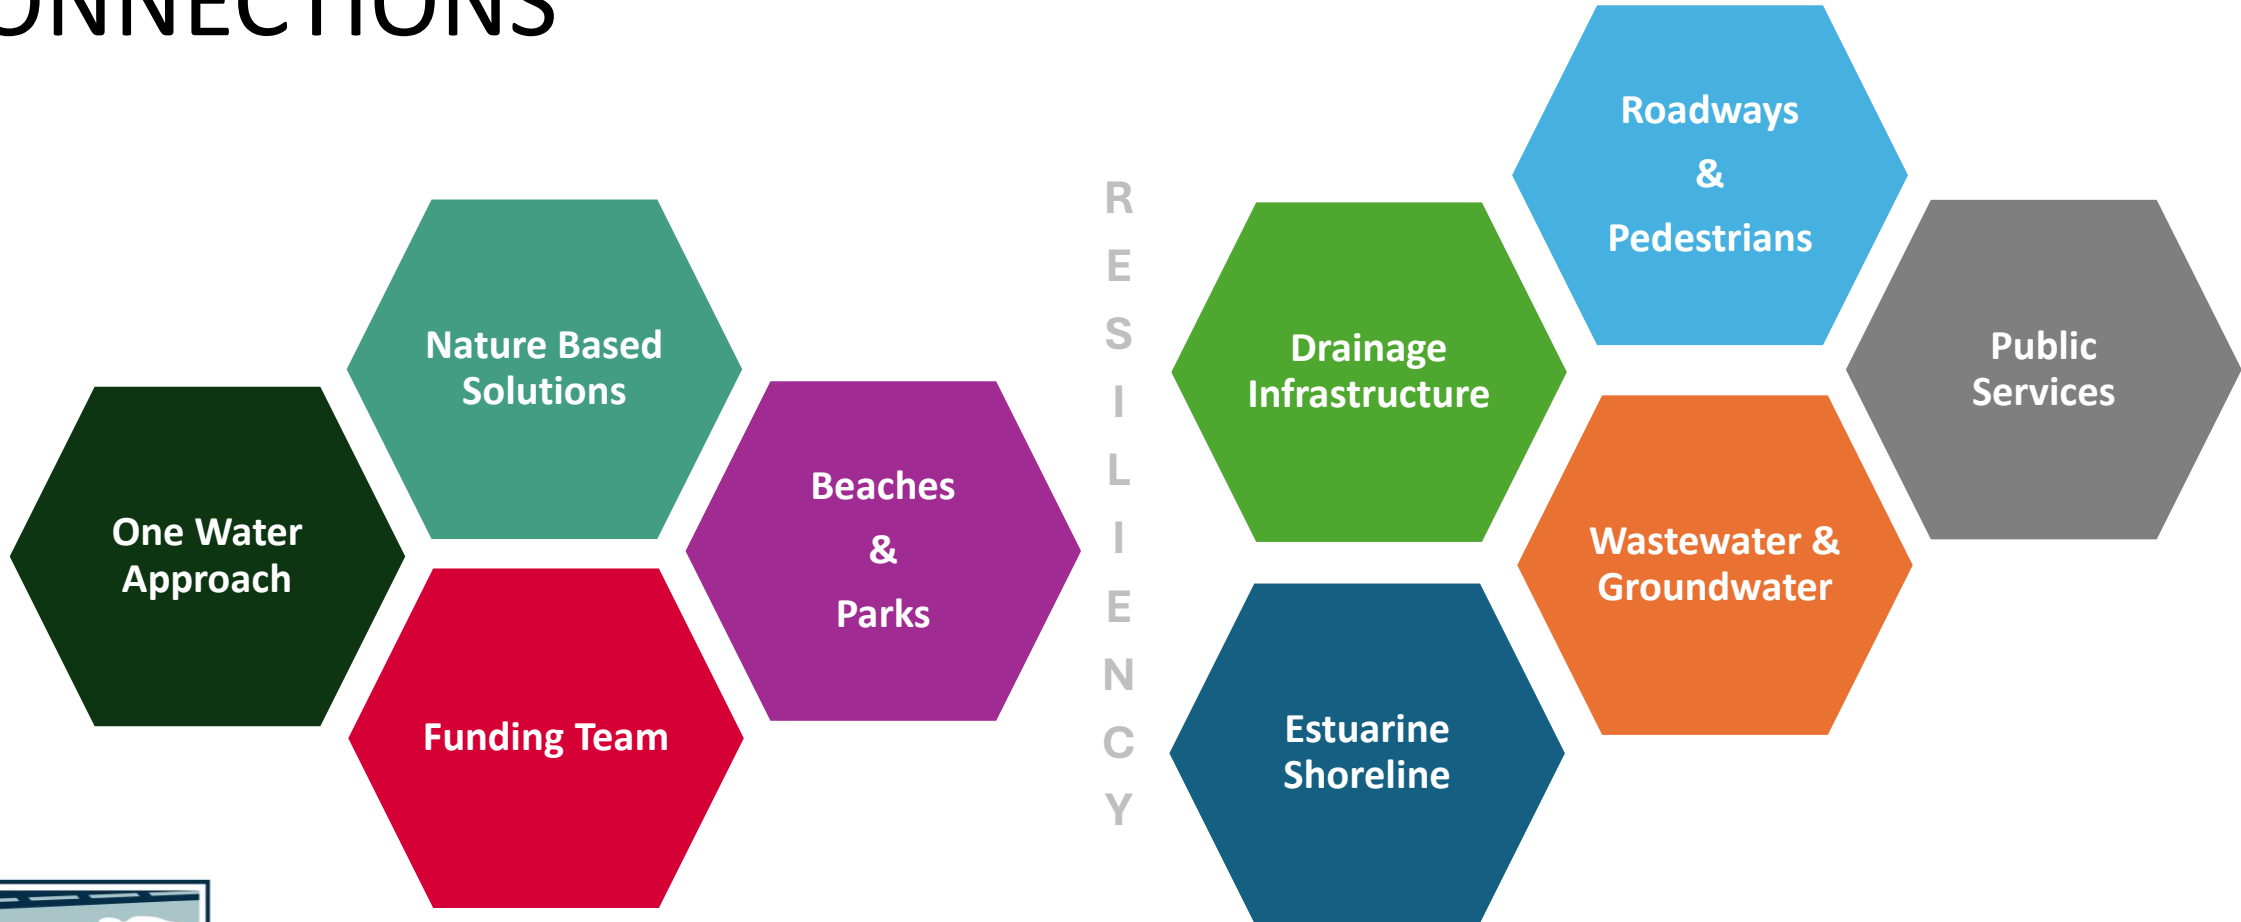 ONNECTIONS
One Water
Approach
Nature Based
Solutions
Funding Team
Beaches
&
Parks
R
E
S
I
L
I
E
N
C
Y
Drainage
Infrastructure
Estuarine
Shoreline
Roadways
&
Pedestrians
Wastewater &
Groundwater
Public
Services